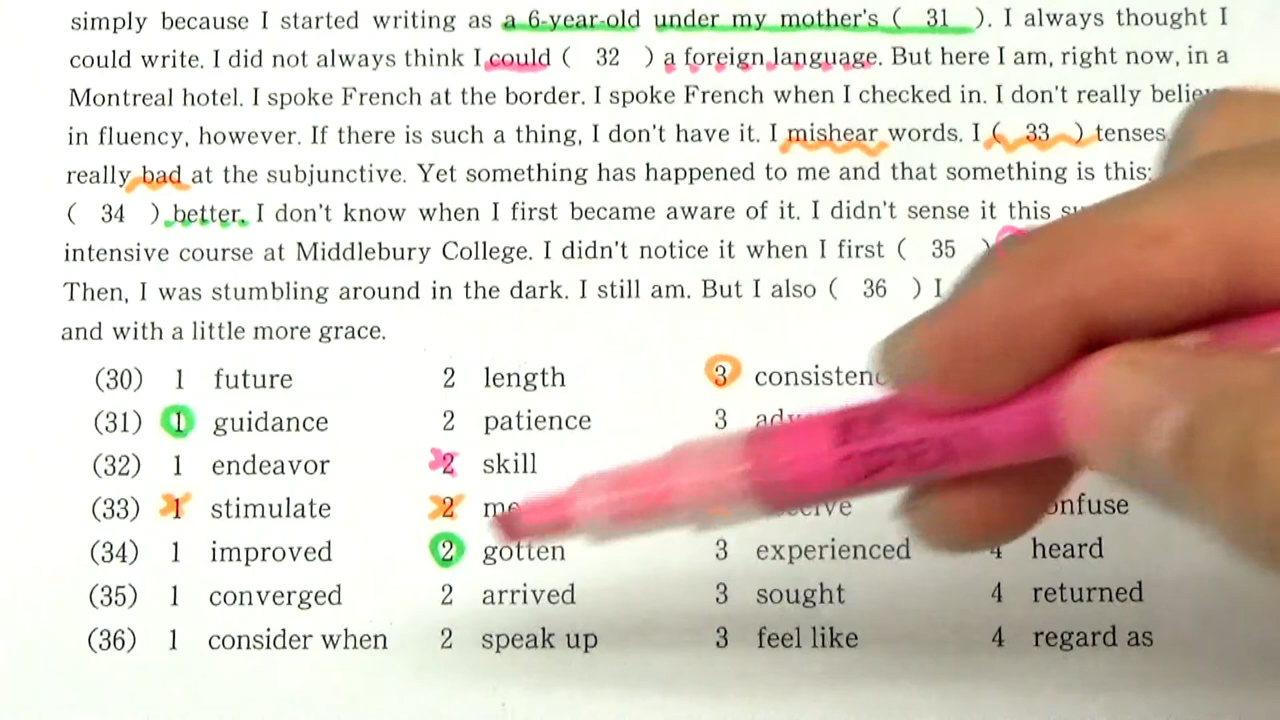 simply because I started writing as a 6-year-old under my mother's ( 31 ). I always thought I
could write. I did not always think I could ( 32 ) a foreign language. But here I am, right now, in a
Montreal hotel. I spoke French at the border. I spoke French when I checked in. I don't really
in fluency, however. If there is such a thing, I don't have it. I mishear words. I ( 33 ) tenses
really bad at the subjunctive. Yet something has happened to me and that something is this:
( 34 ) better. I don't know when I first became aware of it. I didn't sense it this
intensive course at Middlebury College. I didn't notice it when I first ( 35 )
Then, I was stumbling around in the dark. I still am. But I also ( 36 ) I
and with a little more grace.
(30) 1 future 2 length 3
(31) 1 guidance 2 patience 3
(32) 1 endeavor 2 skill
(33) 1 stimulate 2
(34) 1 improved 2 gotten 3 experienced 4 heard
(35) 1 converged 2 arrived 3 sought 4 returned
(36) 1 consider when 2 speak up 3 feel like 4 regard as